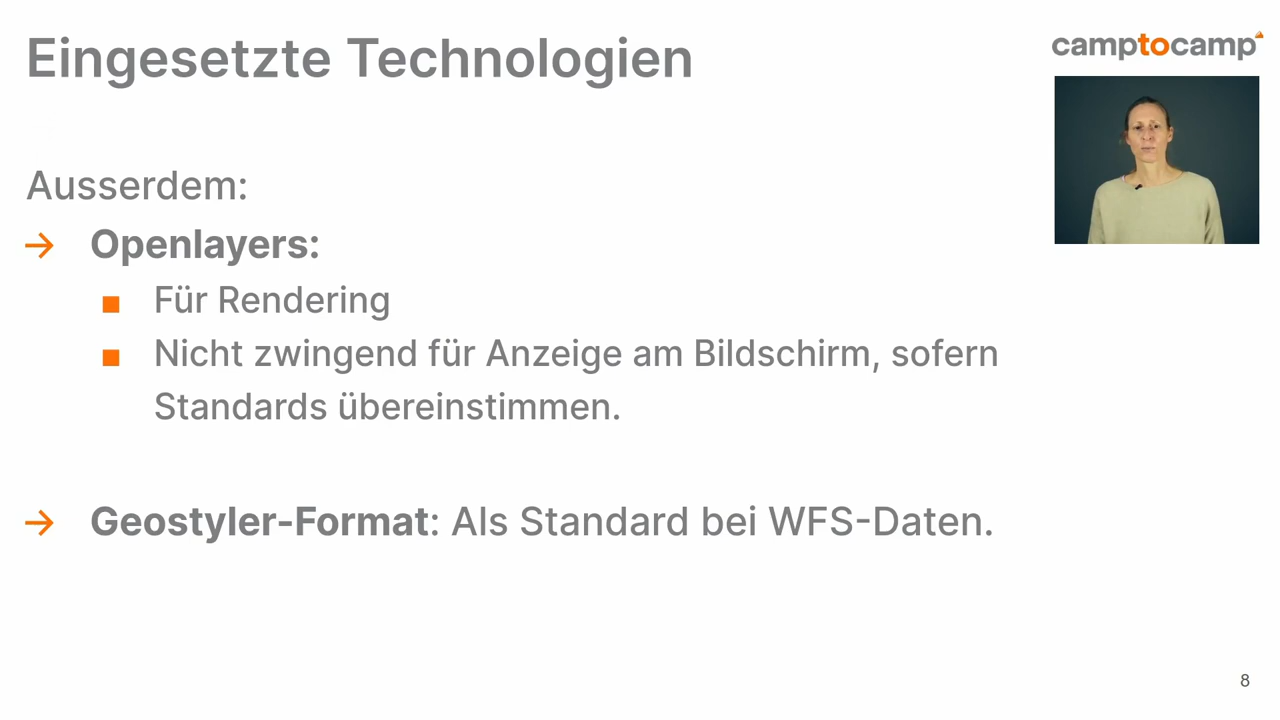 Eingesetzte Technologien
camptocamp
Ausserdem:
→ Openlayers:
■ Für Rendering
■ Nicht zwingend für Anzeige am Bildschirm, sofern
Standards übereinstimmen.
→ Geostyler-Format: Als Standard bei WFS-Daten.
8